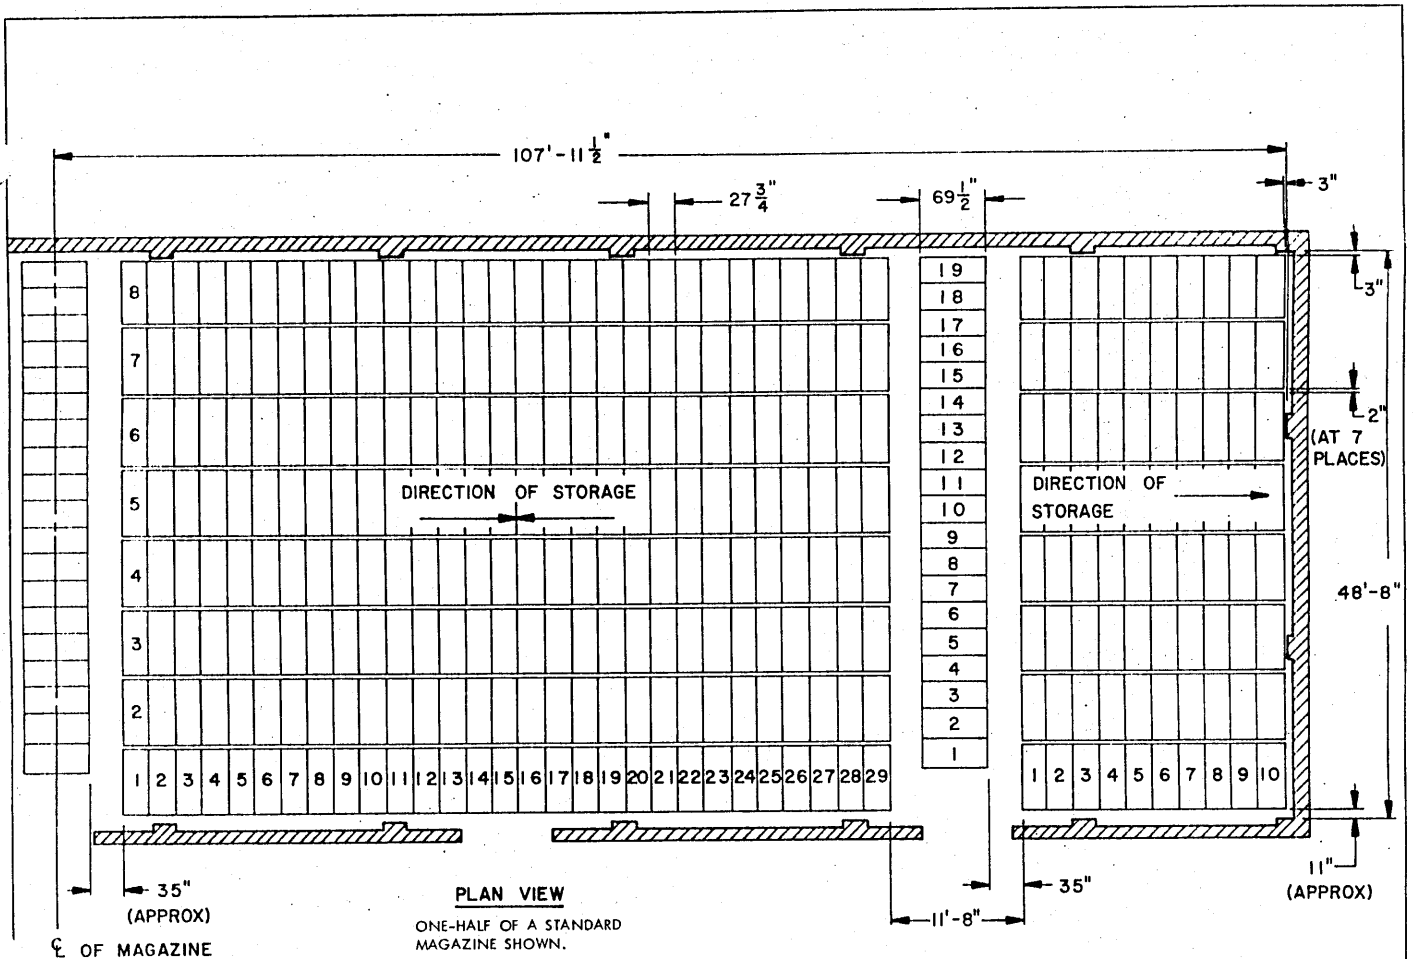 107'-11 1/2"
27 3/4"
69 1/2"
3"
8
19
3"
18
17
7
16
15
2"
14
(AT 7
PLACES)
6
13
12
5
DIRECTION OF STORAGE
11
DIRECTION OF
STORAGE
10
9
4
8
48'-8"
7
6
3
5
4
3
2
2
1
1 2 3 4 5 6 7 8 9 10 11 12 13 14 15 16 17 18 19 20 21 22 23 24 25 26 27 28 29
1 2 3 4 5 6 7 8 9 10
35"
(APPROX)
PLAN VIEW
35"
11"
(APPROX)
ONE-HALF OF A STANDARD
MAGAZINE SHOWN.
11'-8"
℄ OF MAGAZINE